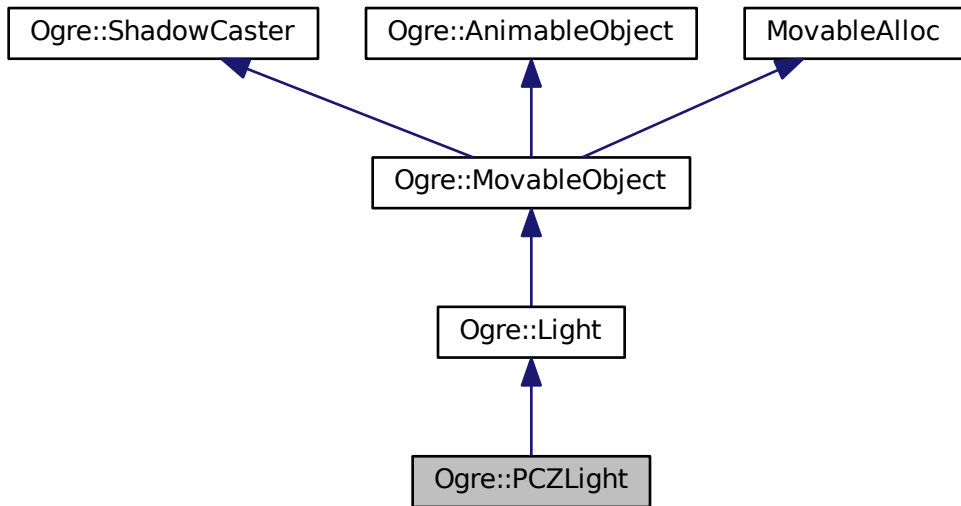 Ogre::ShadowCaster
Ogre::AnimableObject
MovableAlloc
Ogre::MovableObject
Ogre::Light
Ogre::PCZLight